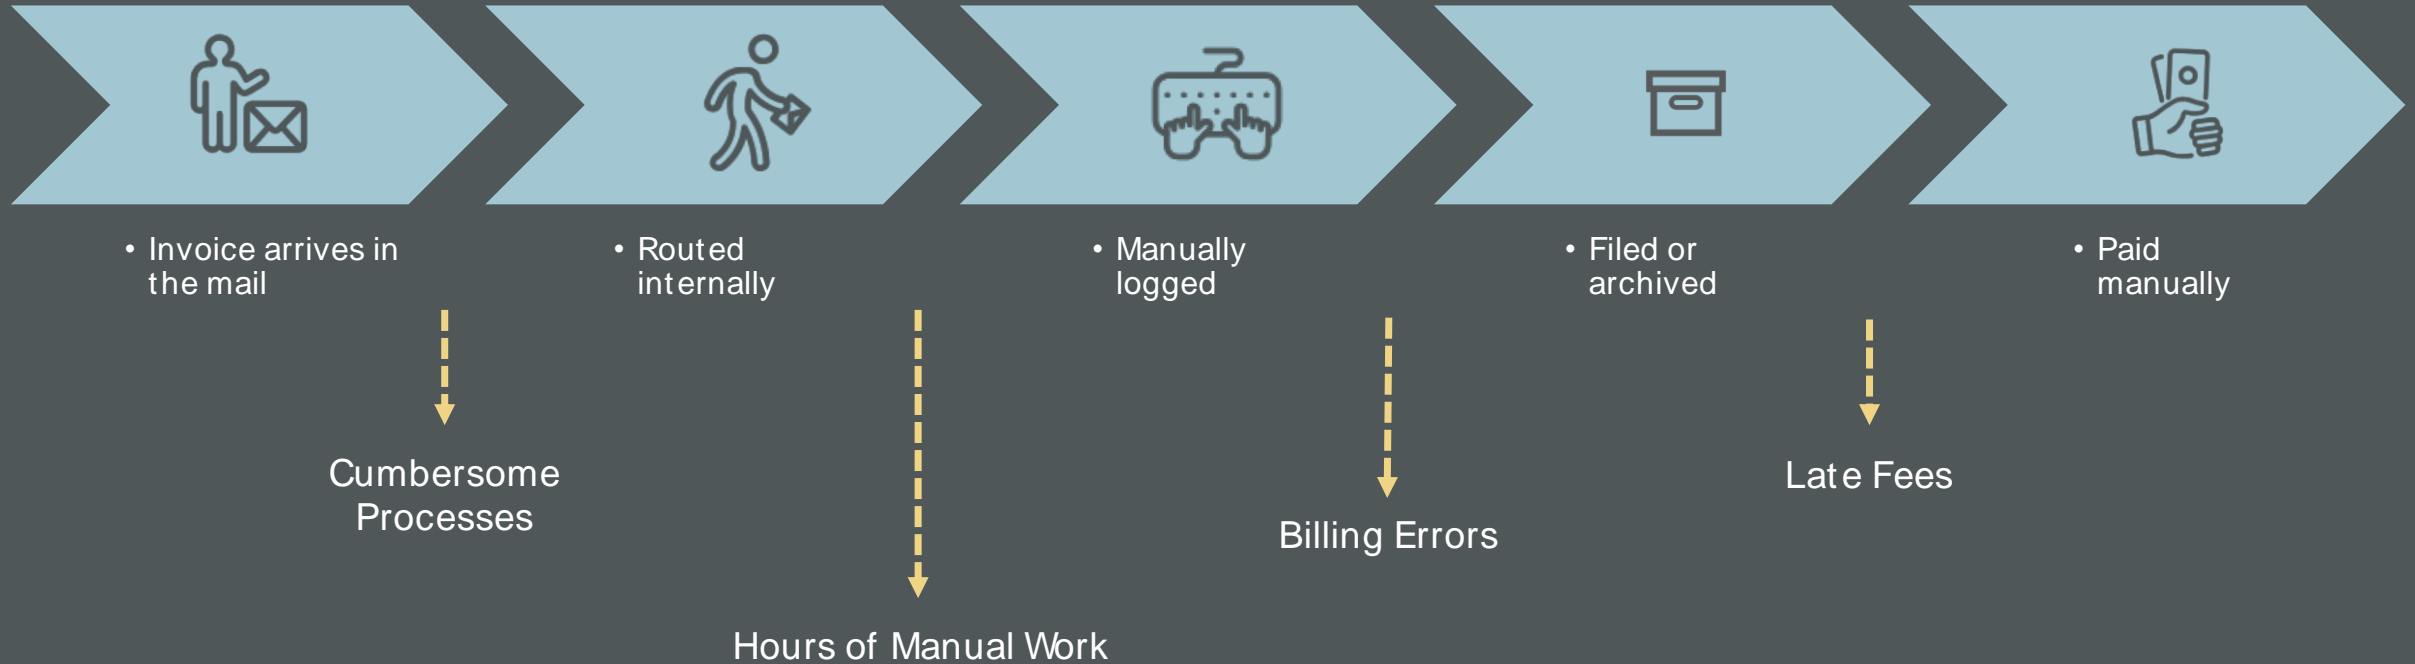 • Invoice arrives in
the mail
• Routed
internally
• Manually
logged
• Filed or
archived
• Paid
manually
Cumbersome
Processes
Hours of Manual Work
Billing Errors
Late Fees